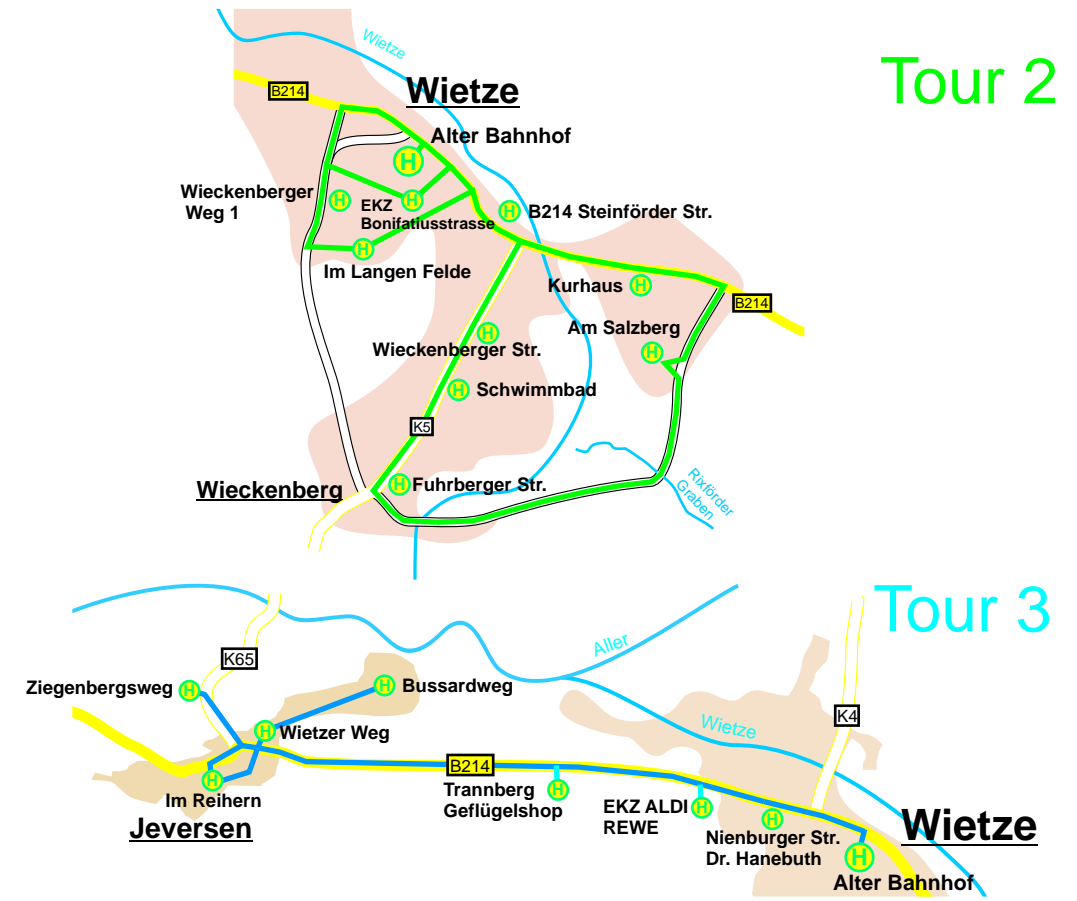 Wietze
Tour 2
B214
Wietze
Alter Bahnhof
H
Wieckenberger
Weg 1
H
EKZ
H
Bonifatiusstrasse
H
B214 Steinförder Str.
H
Im Langen Felde
Kurhaus
H
B214
Am Salzberg
H
H
Wieckenberger Str.
H
Schwimmbad
K5
Wieckenberg
H
Fuhrberger Str.
Rixförder
Graben
Tour 3
Aller
K65
Ziegenbergsweg
H
H
Bussardweg
Wietze
K4
H
Wietzer Weg
B214
H
Im Reihern
Jeversen
Trannberg
Geflügelshop
H
EKZ ALDI
REWE
H
H
Nienburger Str.
Dr. Hanebuth
Wietze
H
Alter Bahnhof